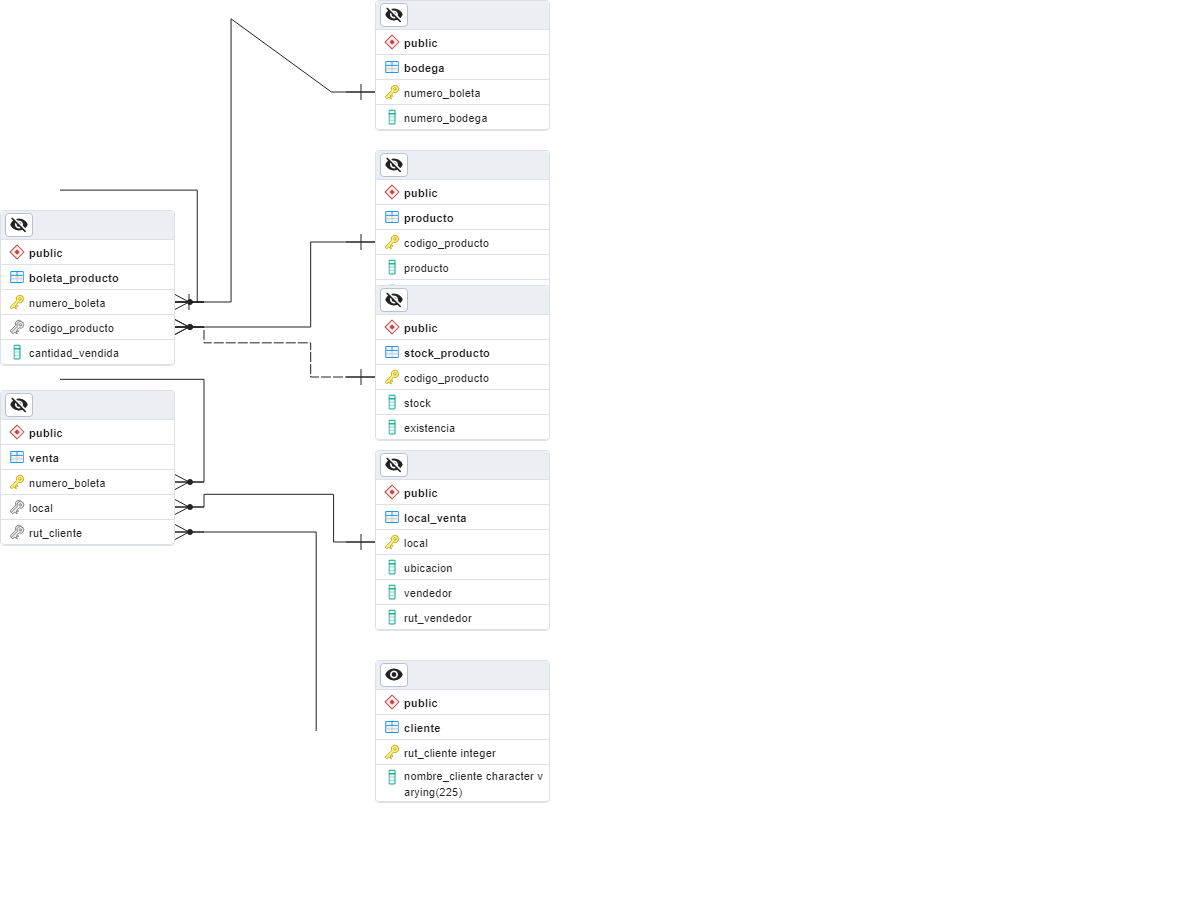 public
bodega
numero_boleta
numero_bodega
public
producto
codigo_producto
producto
public
boleta_producto
numero_boleta
codigo_producto
cantidad_vendida
public
stock_producto
codigo_producto
stock
existencia
public
venta
numero_boleta
local
rut_cliente
public
local_venta
local
ubicacion
vendedor
rut_vendedor
public
cliente
rut_cliente integer
nombre_cliente character v
arying(225)